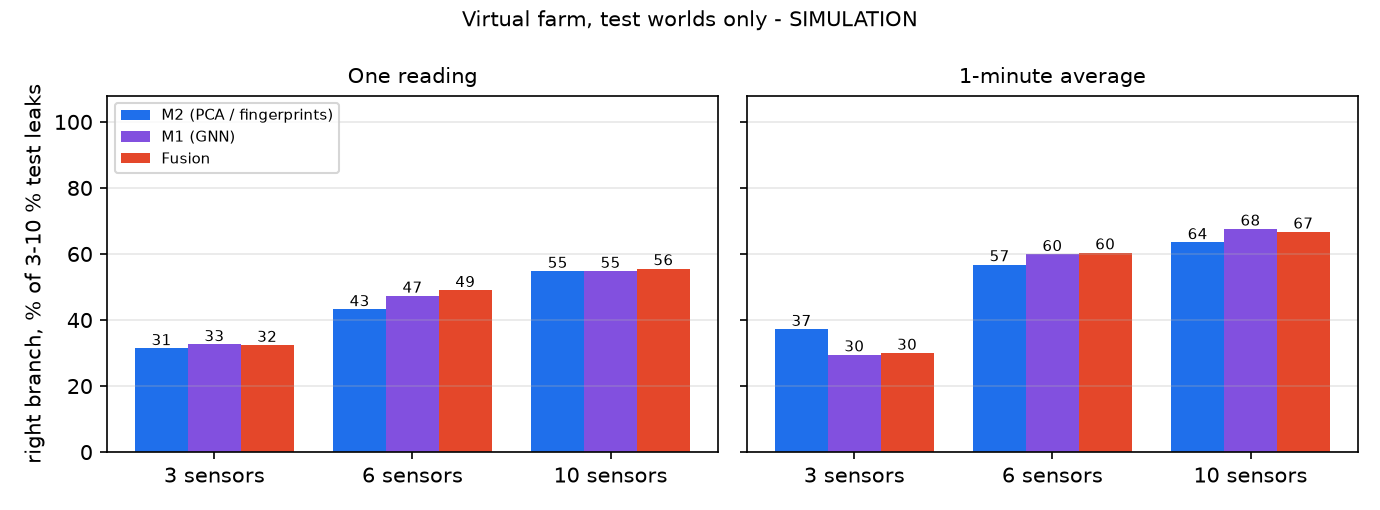 Virtual farm, test worlds only - SIMULATION
One reading
right branch, % of 3-10 % test leaks
100
80
60
40
20
0
M2 (PCA / fingerprints)
M1 (GNN)
Fusion
31 33 32
43 47 49
55 55 56
3 sensors 6 sensors 10 sensors
1-minute average
37 30 30
57 60 60
64 68 67
3 sensors 6 sensors 10 sensors